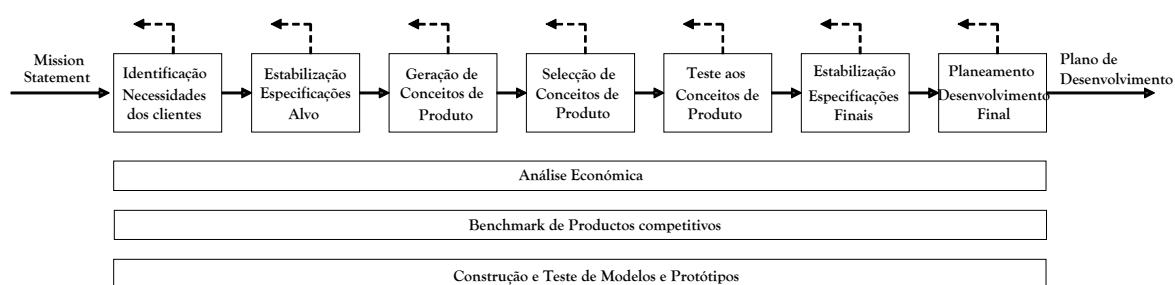 Mission
Statement
Identificação
Necessidades
dos clientes
Estabilização
Especificações
Alvo
Geração de
Conceitos de
Produto
Selecção de
Conceitos de
Produto
Teste aos
Conceitos de
Produto
Estabilização
Especificações
Finais
Planeamento
Desenvolvimento
Final
Plano de
Desenvolvimento
Análise Económica
Benchmark de Productos competitivos
Construção e Teste de Modelos e Protótipos